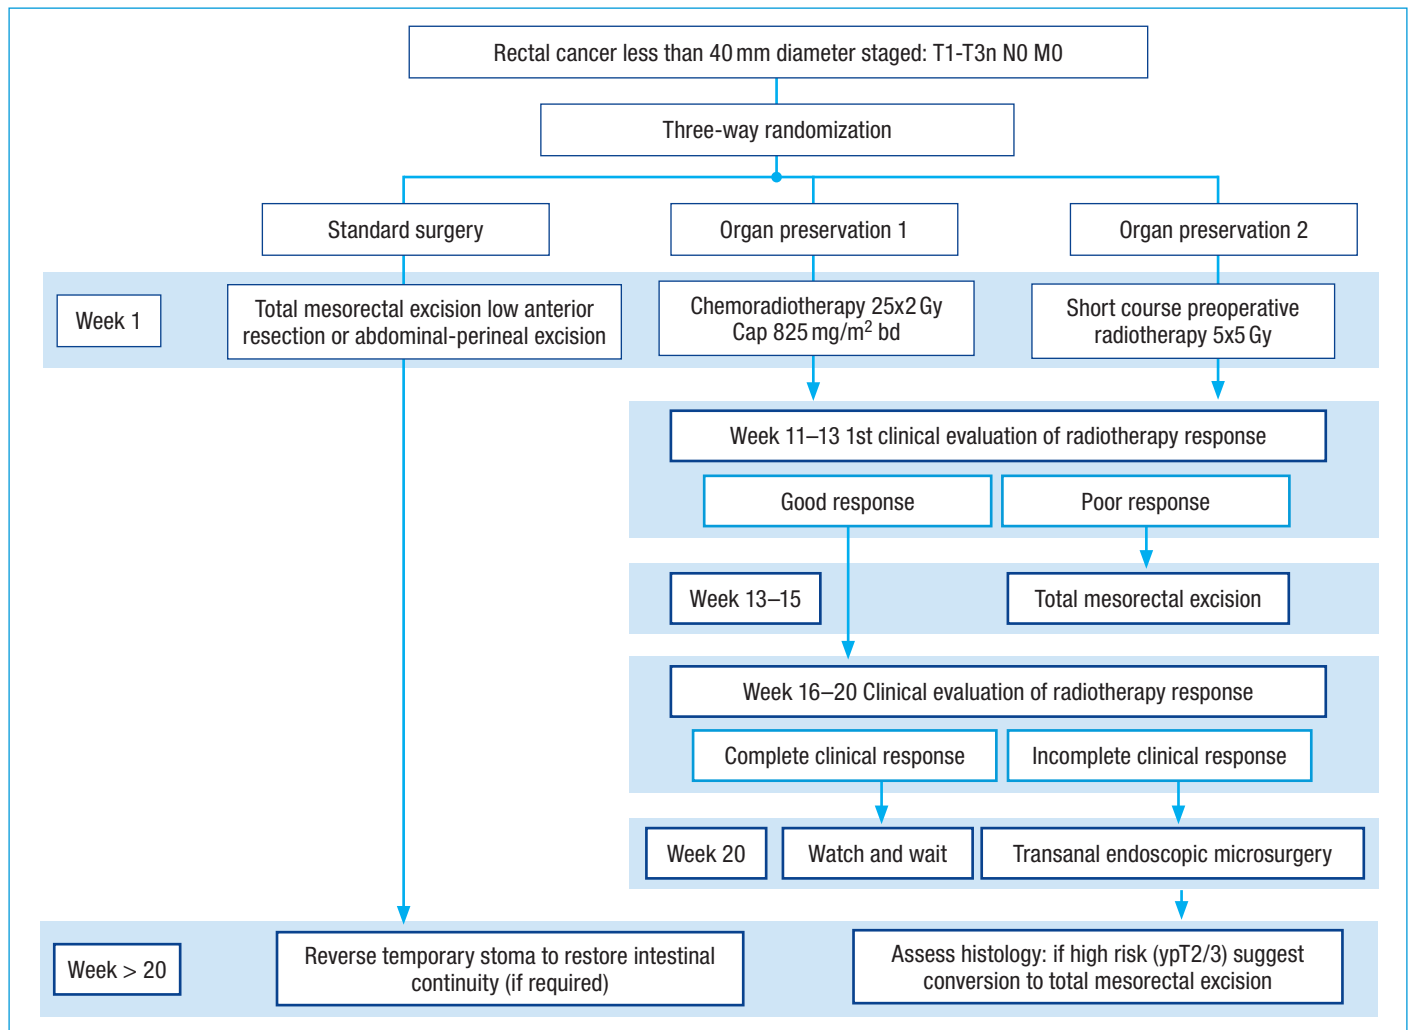 Rectal cancer less than 40 mm diameter staged: T1-T3n N0 M0
Three-way randomization
Standard surgery
Organ preservation 1
Organ preservation 2
Week 1
Total mesorectal excision low anterior
resection or abdominal-perineal excision
Chemoradiotherapy 25x2 Gy
Cap 825 mg/m² bd
Short course preoperative
radiotherapy 5x5 Gy
Week 11–13 1st clinical evaluation of radiotherapy response
Good response
Poor response
Week 13–15
Total mesorectal excision
Week 16–20 Clinical evaluation of radiotherapy response
Complete clinical response
Incomplete clinical response
Week 20
Watch and wait
Transanal endoscopic microsurgery
Week > 20
Reverse temporary stoma to restore intestinal
continuity (if required)
Assess histology: if high risk (ypT2/3) suggest
conversion to total mesorectal excision